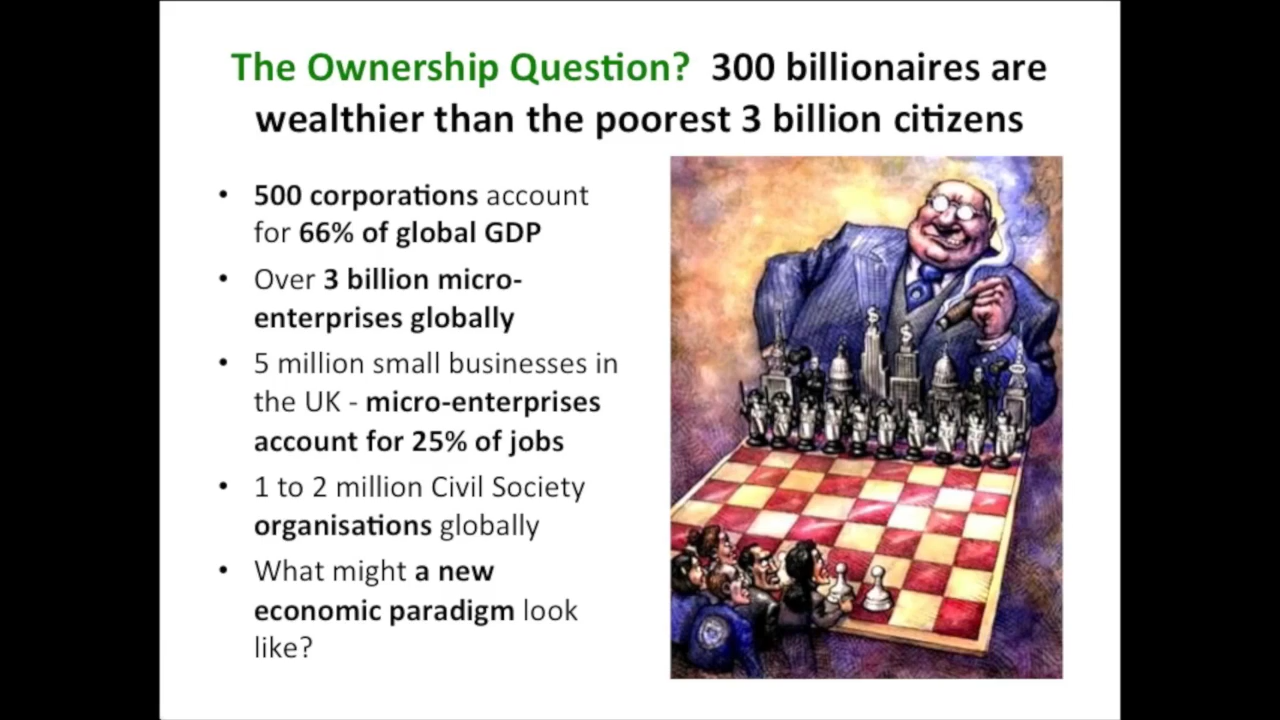 The Ownership Question? 300 billionaires are
wealthier than the poorest 3 billion citizens
• 500 corporations account
for 66% of global GDP
• Over 3 billion micro-
enterprises globally
• 5 million small businesses in
the UK - micro-enterprises
account for 25% of jobs
• 1 to 2 million Civil Society
organisations globally
• What might a new
economic paradigm look
like?
$
$